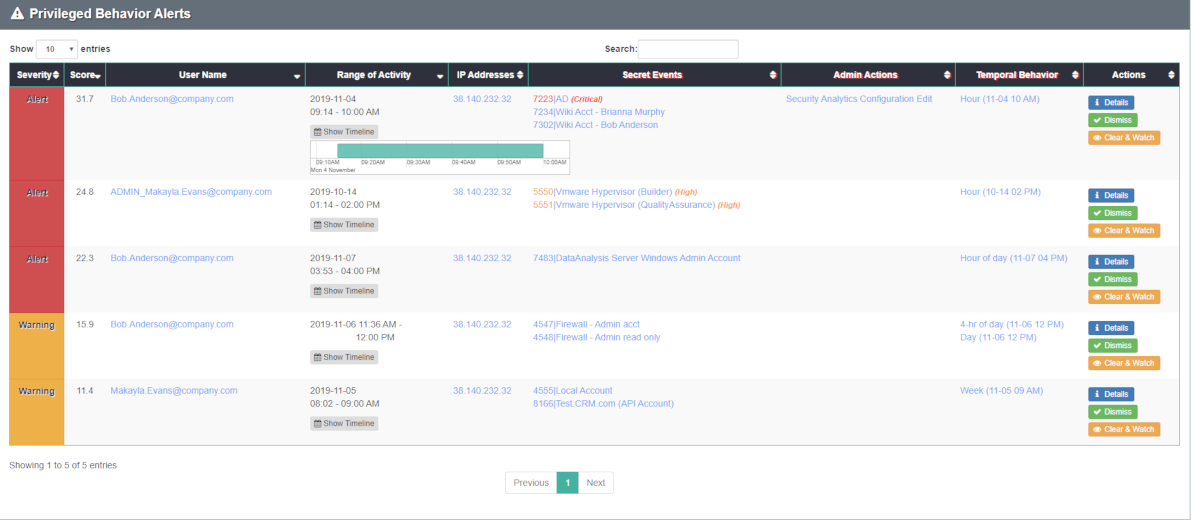 Privileged Behavior Alerts
Show 10 entries
Search:
Severity Score User Name Range of Activity IP Addresses Secret Events Admin Actions Temporal Behavior Actions
Alert 31.7 Bob.Anderson@company.com 2019-11-04 38.140.232.32 7223|AD (Critical) Security Analytics Configuration Edit Hour (11-04 10 AM) Details
09:14 - 10:00 AM 7234|Wiki Acct - Brianna Murphy Dismiss
Show Timeline 7302|Wiki Acct - Bob Anderson Clear & Watch
09:10AM 09:20AM 09:30AM 09:40AM 09:50AM 10:00AM
Mon 4 November
Alert 24.8 ADMIN_Makayla.Evans@company.com 2019-10-14 38.140.232.32 5550|Vmware Hypervisor (Builder) (High) Hour (10-14 02 PM) Details
01:14 - 02:00 PM 5551|Vmware Hypervisor (QualityAssurance) (High) Dismiss
Show Timeline Clear & Watch
Alert 22.3 Bob.Anderson@company.com 2019-11-07 38.140.232.32 7483|DataAnalysis Server Windows Admin Account Hour of day (11-07 04 PM) Details
03:53 - 04:00 PM Dismiss
Show Timeline Clear & Watch
Warning 15.9 Bob.Anderson@company.com 2019-11-06 11:36 AM - 38.140.232.32 4547|Firewall - Admin acct 4-hr of day (11-06 12 PM) Details
12:00 PM 4548|Firewall - Admin read only Day (11-06 12 PM) Dismiss
Show Timeline Clear & Watch
Warning 11.4 Makayla.Evans@company.com 2019-11-05 38.140.232.32 4555|Local Account Week (11-05 09 AM) Details
08:02 - 09:00 AM 8166|Test.CRM.com (API Account) Dismiss
Show Timeline Clear & Watch
Showing 1 to 5 of 5 entries
Previous 1 Next